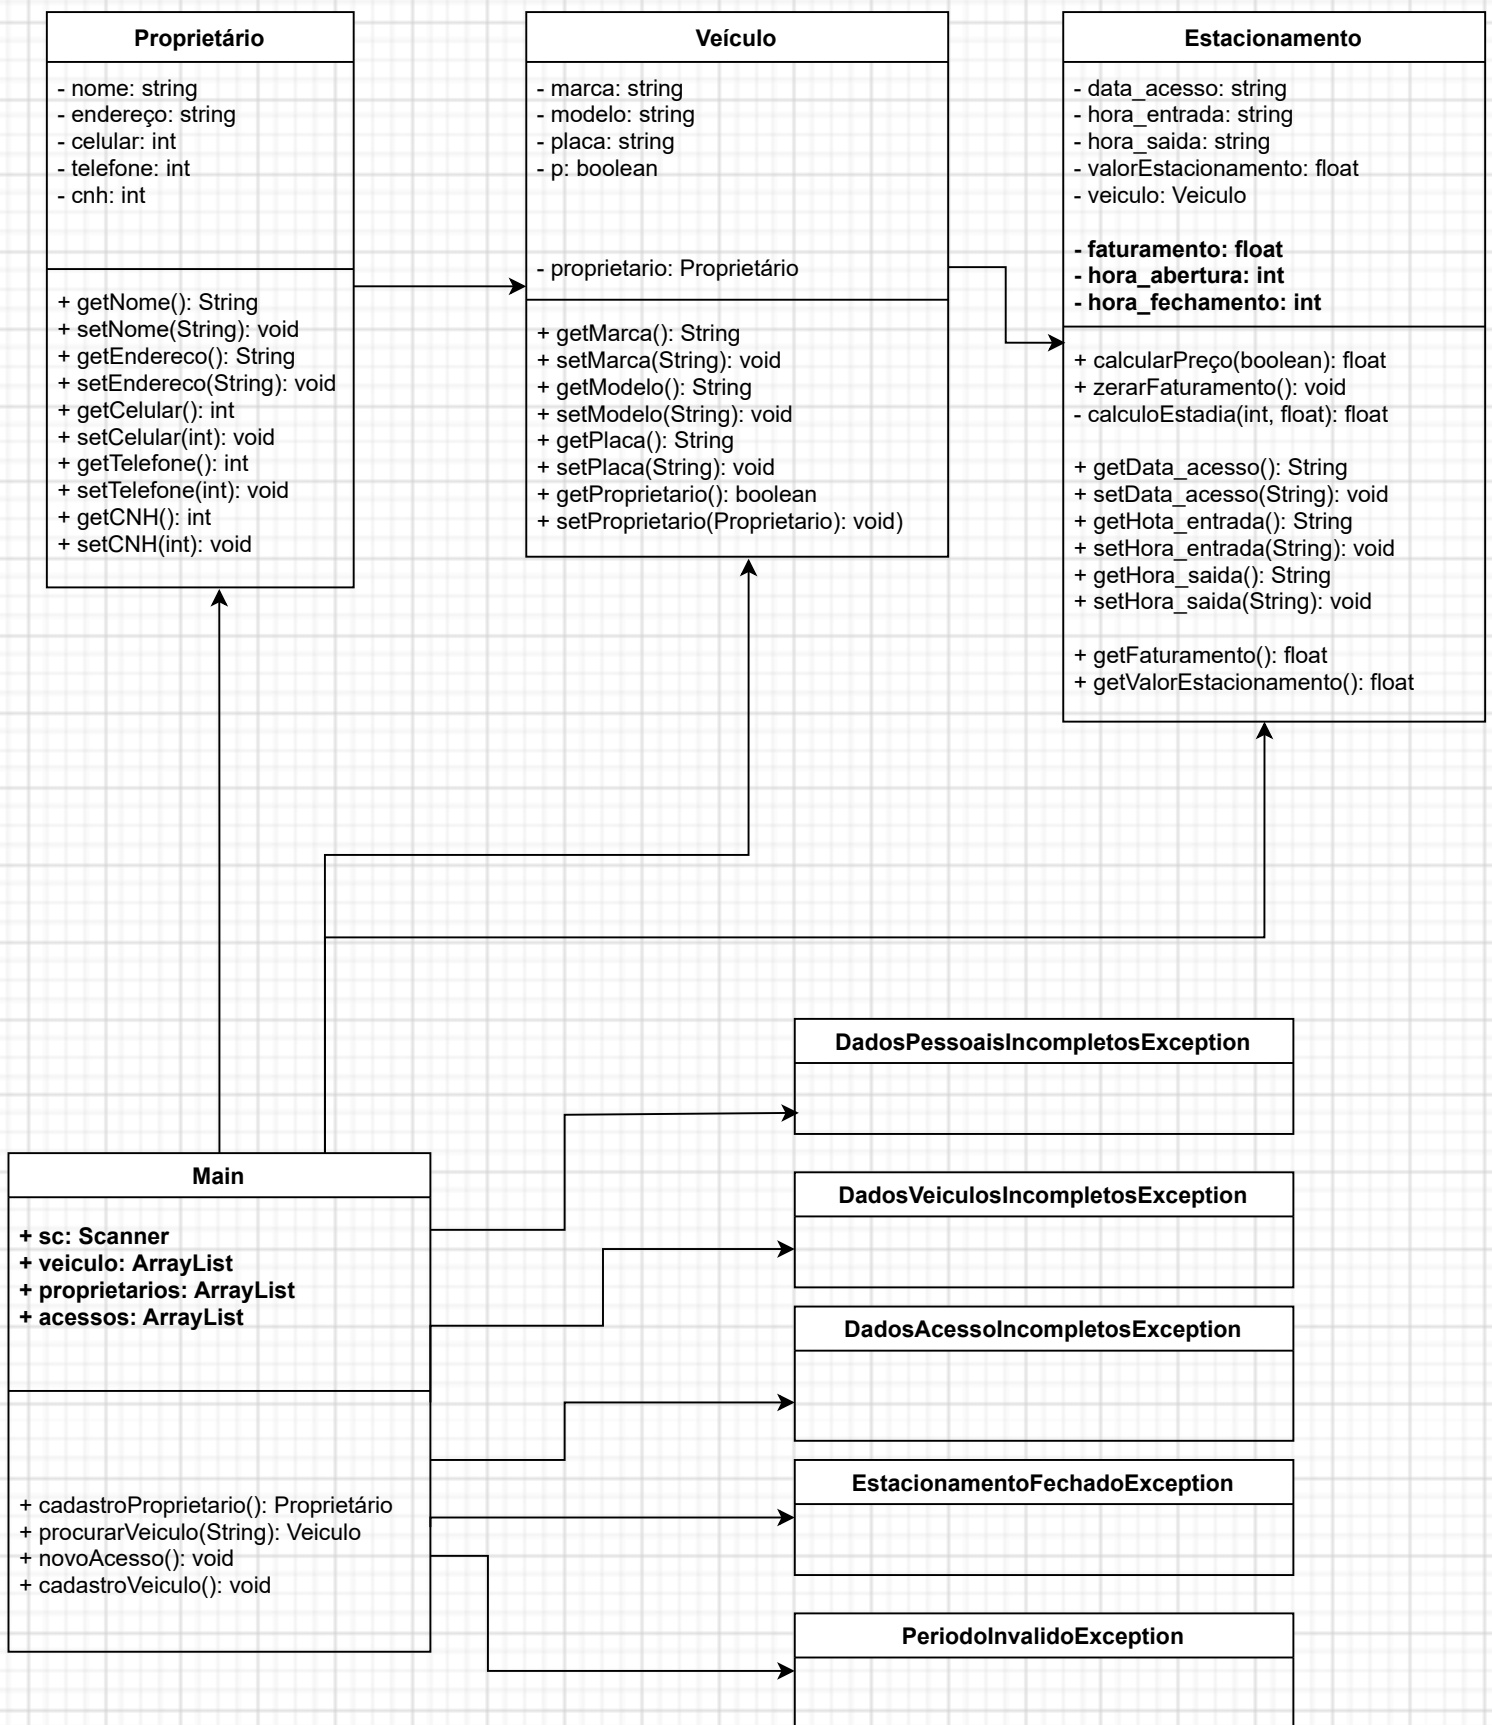 Proprietário
- nome: string
- endereço: string
- celular: int
- telefone: int
- cnh: int
+ getNome(): String
+ setNome(String): void
+ getEndereco(): String
+ setEndereco(String): void
+ getCelular(): int
+ setCelular(int): void
+ getTelefone(): int
+ setTelefone(int): void
+ getCNH(): int
+ setCNH(int): void
Veículo
- marca: string
- modelo: string
- placa: string
- p: boolean
- proprietario: Proprietário
+ getMarca(): String
+ setMarca(String): void
+ getModelo(): String
+ setModelo(String): void
+ getPlaca(): String
+ setPlaca(String): void
+ getProprietario(): boolean
+ setProprietario(Proprietario): void)
Estacionamento
- data_acesso: string
- hora_entrada: string
- hora_saida: string
- valorEstacionamento: float
- veiculo: Veiculo
- faturamento: float
- hora_abertura: int
- hora_fechamento: int
+ calcularPreço(boolean): float
+ zerarFaturamento(): void
- calculoEstadia(int, float): float
+ getData_acesso(): String
+ setData_acesso(String): void
+ getHota_entrada(): String
+ setHora_entrada(String): void
+ getHora_saida(): String
+ setHora_saida(String): void
+ getFaturamento(): float
+ getValorEstacionamento(): float
Main
+ sc: Scanner
+ veiculo: ArrayList
+ proprietarios: ArrayList
+ acessos: ArrayList
+ cadastroProprietario(): Proprietário
+ procurarVeiculo(String): Veiculo
+ novoAcesso(): void
+ cadastroVeiculo(): void
DadosPessoaisIncompletosException
DadosVeiculosIncompletosException
DadosAcessoIncompletosException
EstacionamentoFechadoException
PeriodoInvalidoException